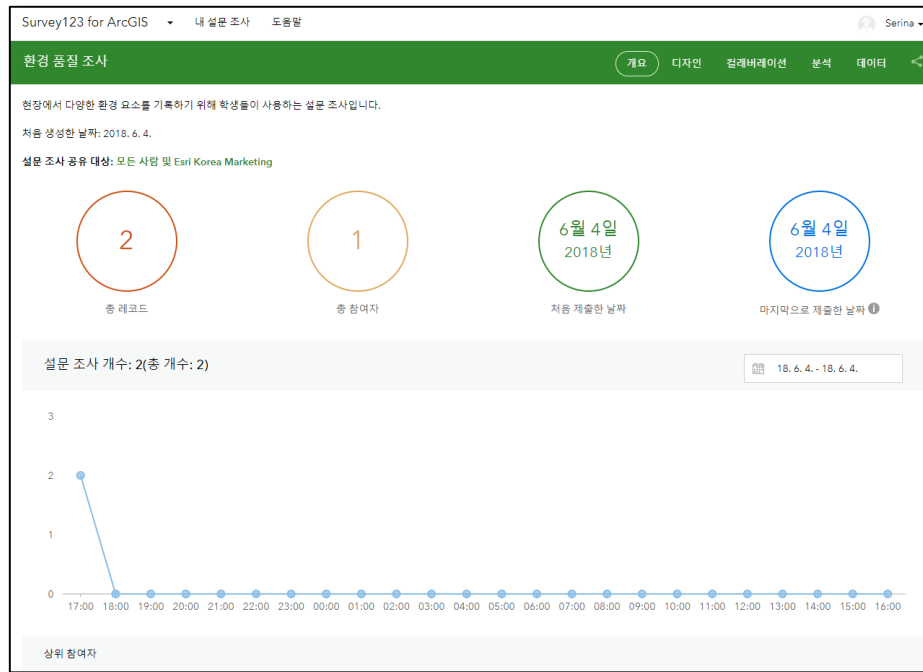 Survey123 for ArcGIS 내 설문 조사 도움말 Serina
환경 품질 조사 개요 디자인 컬래버레이션 분석 데이터
현장에서 다양한 환경 요소를 기록하기 위해 학생들이 사용하는 설문 조사입니다.
처음 생성한 날짜: 2018. 6. 4.
설문 조사 공유 대상: 모든 사람 및 Esri Korea Marketing
2 1 6월 4일 6월 4일
2018년 2018년
총 레코드 총 참여자 처음 제출한 날짜 마지막으로 제출한 날짜 i
설문 조사 개수: 2(총 개수: 2) 18. 6. 4. - 18. 6. 4.
3
2
1
0
17:00 18:00 19:00 20:00 21:00 22:00 23:00 00:00 01:00 02:00 03:00 04:00 05:00 06:00 07:00 08:00 09:00 10:00 11:00 12:00 13:00 14:00 15:00 16:00
상위 참여자